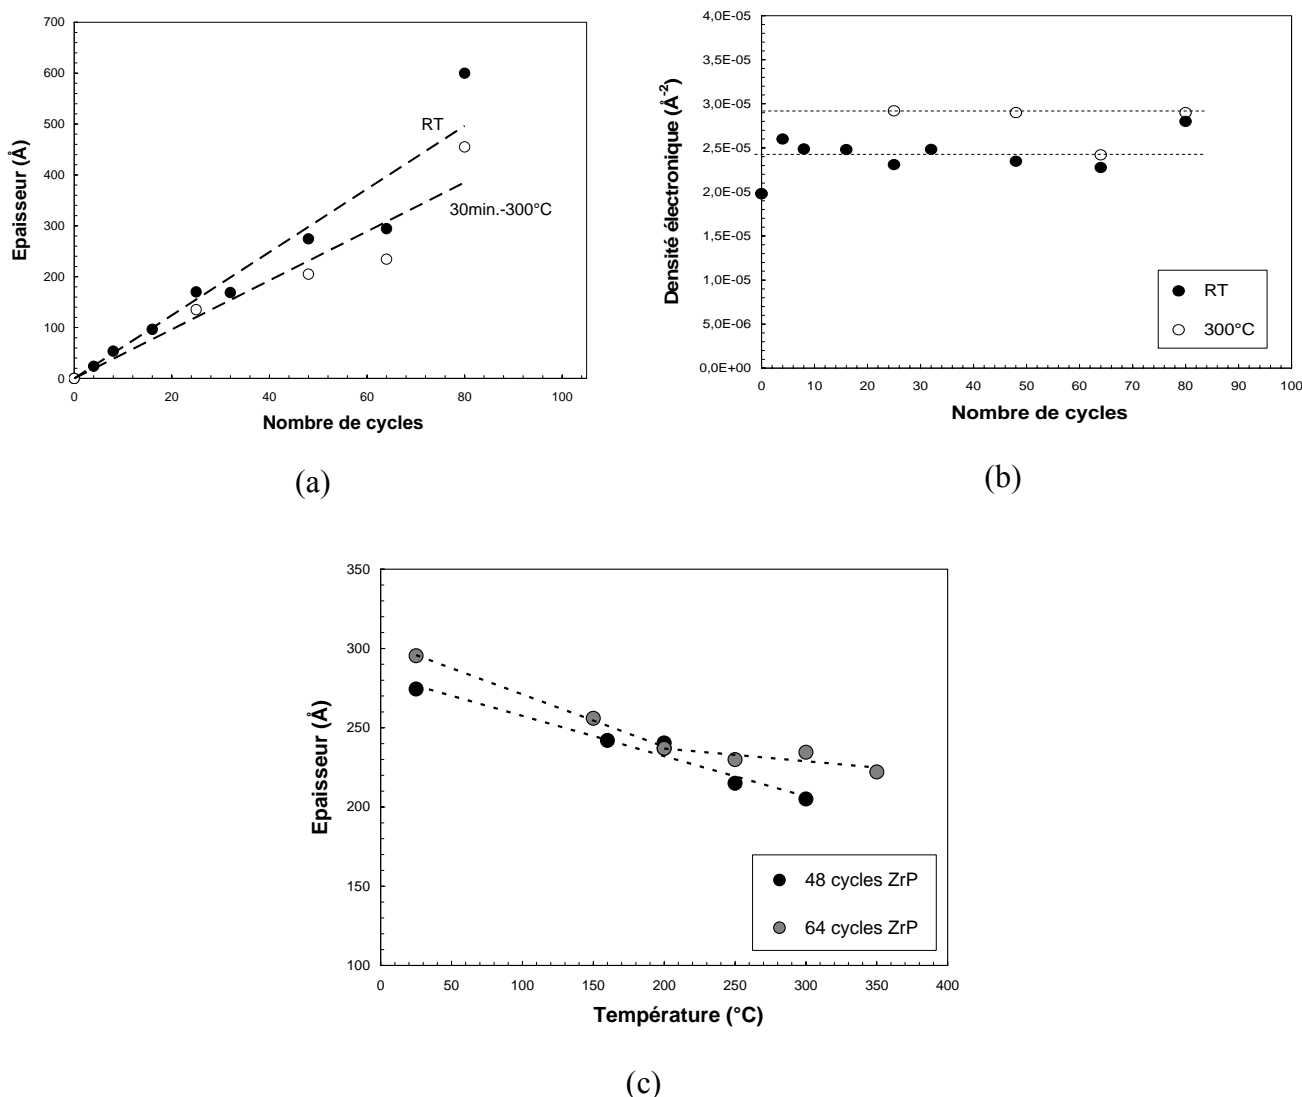 700
600
500
400
300
200
100
0
Epaisseur (Å)
RT
30min.-300°C
0 20 40 60 80 100
Nombre de cycles
(a)
4,0E-05
3,5E-05
3,0E-05
2,5E-05
2,0E-05
1,5E-05
1,0E-05
5,0E-06
0,0E+00
Densité électronique (Å-2)
RT
300°C
0 10 20 30 40 50 60 70 80 90 100
Nombre de cycles
(b)
350
300
250
200
150
100
Epaisseur (Å)
48 cycles ZrP
64 cycles ZrP
0 50 100 150 200 250 300 350 400
Température (°C)
(c)